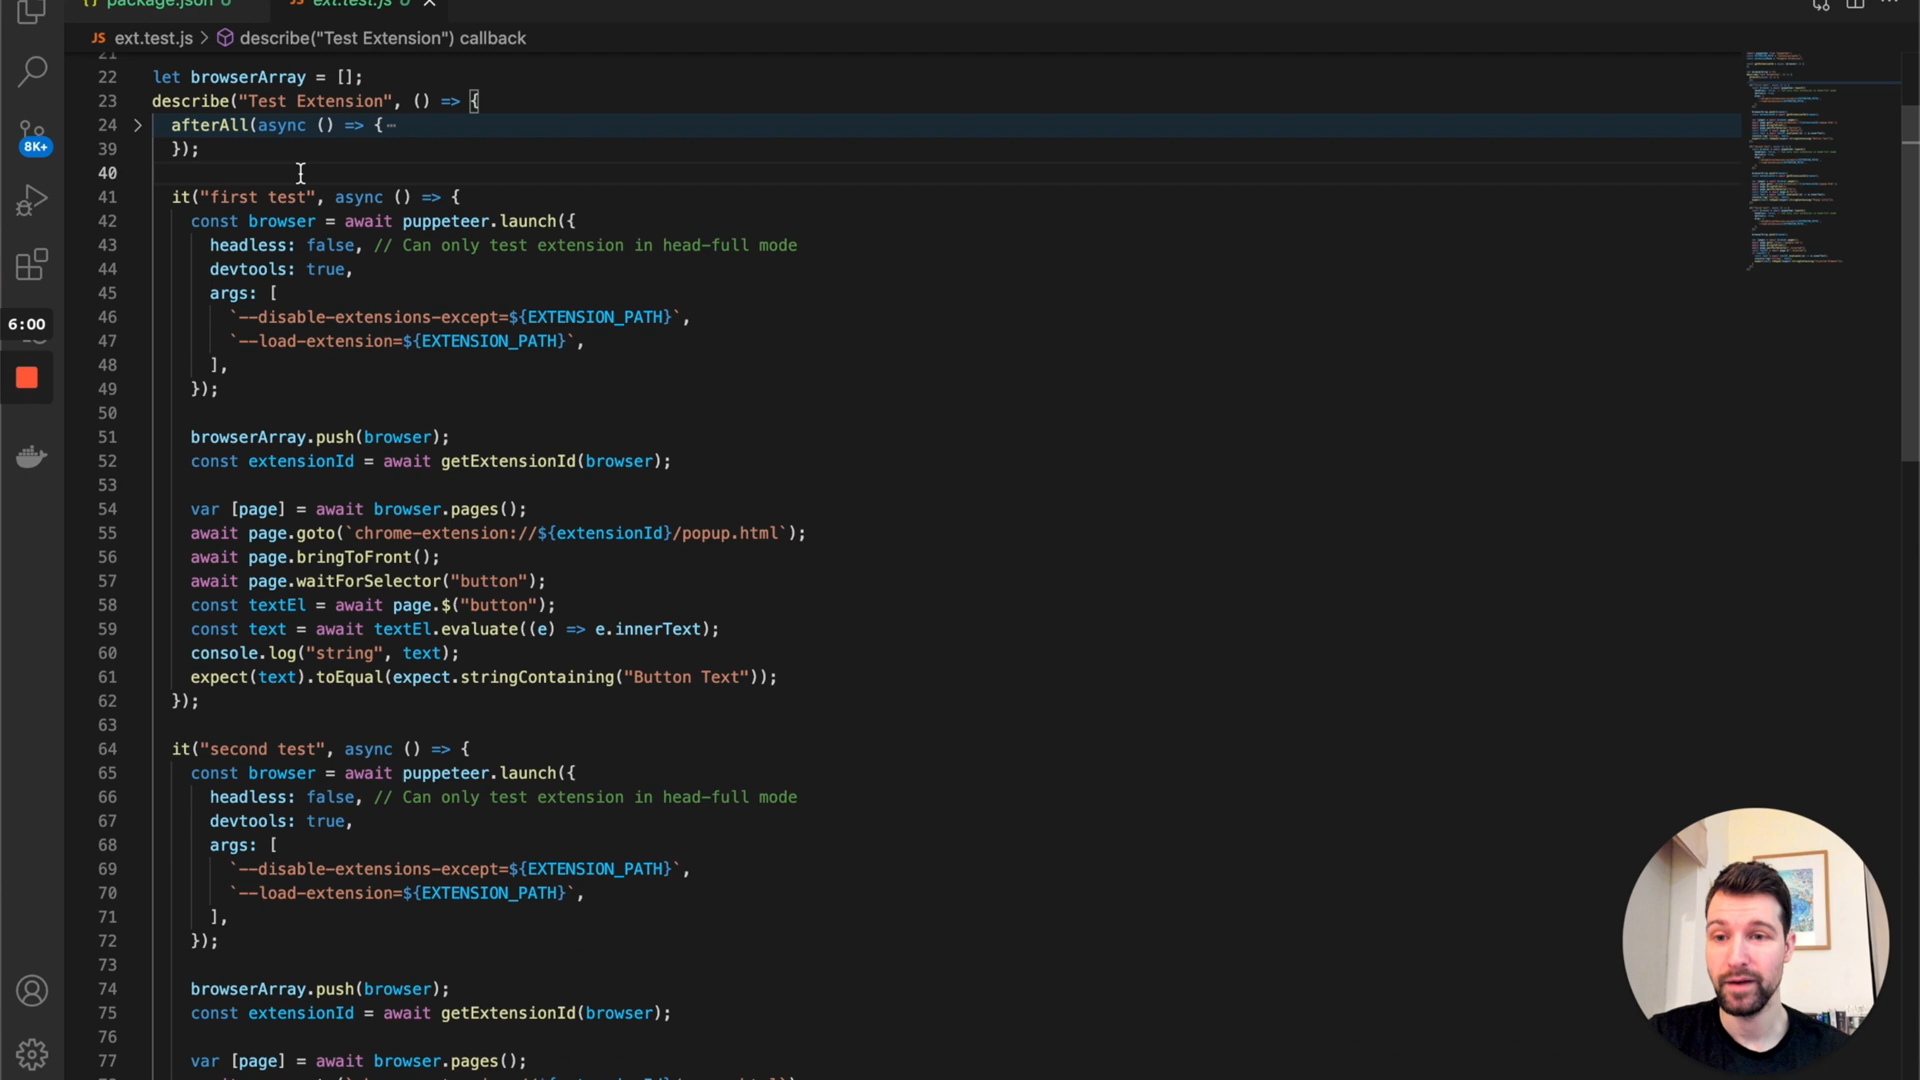 package.json U
ext.test.js U
JS ext.test.js > describe("Test Extension") callback
21
22 let browserArray = [];
23 describe("Test Extension", () => {
24 afterAll(async () => {…
39 });
40
41 it("first test", async () => {
42 const browser = await puppeteer.launch({
43 headless: false, // Can only test extension in head-full mode
44 devtools: true,
45 args: [
46 `--disable-extensions-except=${EXTENSION_PATH}`,
47 `--load-extension=${EXTENSION_PATH}`,
48 ],
49 });
50
51 browserArray.push(browser);
52 const extensionId = await getExtensionId(browser);
53
54 var [page] = await browser.pages();
55 await page.goto(`chrome-extension://${extensionId}/popup.html`);
56 await page.bringToFront();
57 await page.waitForSelector("button");
58 const textEl = await page.$("button");
59 const text = await textEl.evaluate((e) => e.innerText);
60 console.log("string", text);
61 expect(text).toEqual(expect.stringContaining("Button Text"));
62 });
63
64 it("second test", async () => {
65 const browser = await puppeteer.launch({
66 headless: false, // Can only test extension in head-full mode
67 devtools: true,
68 args: [
69 `--disable-extensions-except=${EXTENSION_PATH}`,
70 `--load-extension=${EXTENSION_PATH}`,
71 ],
72 });
73
74 browserArray.push(browser);
75 const extensionId = await getExtensionId(browser);
76
77 var [page] = await browser.pages();
8K+
6:00